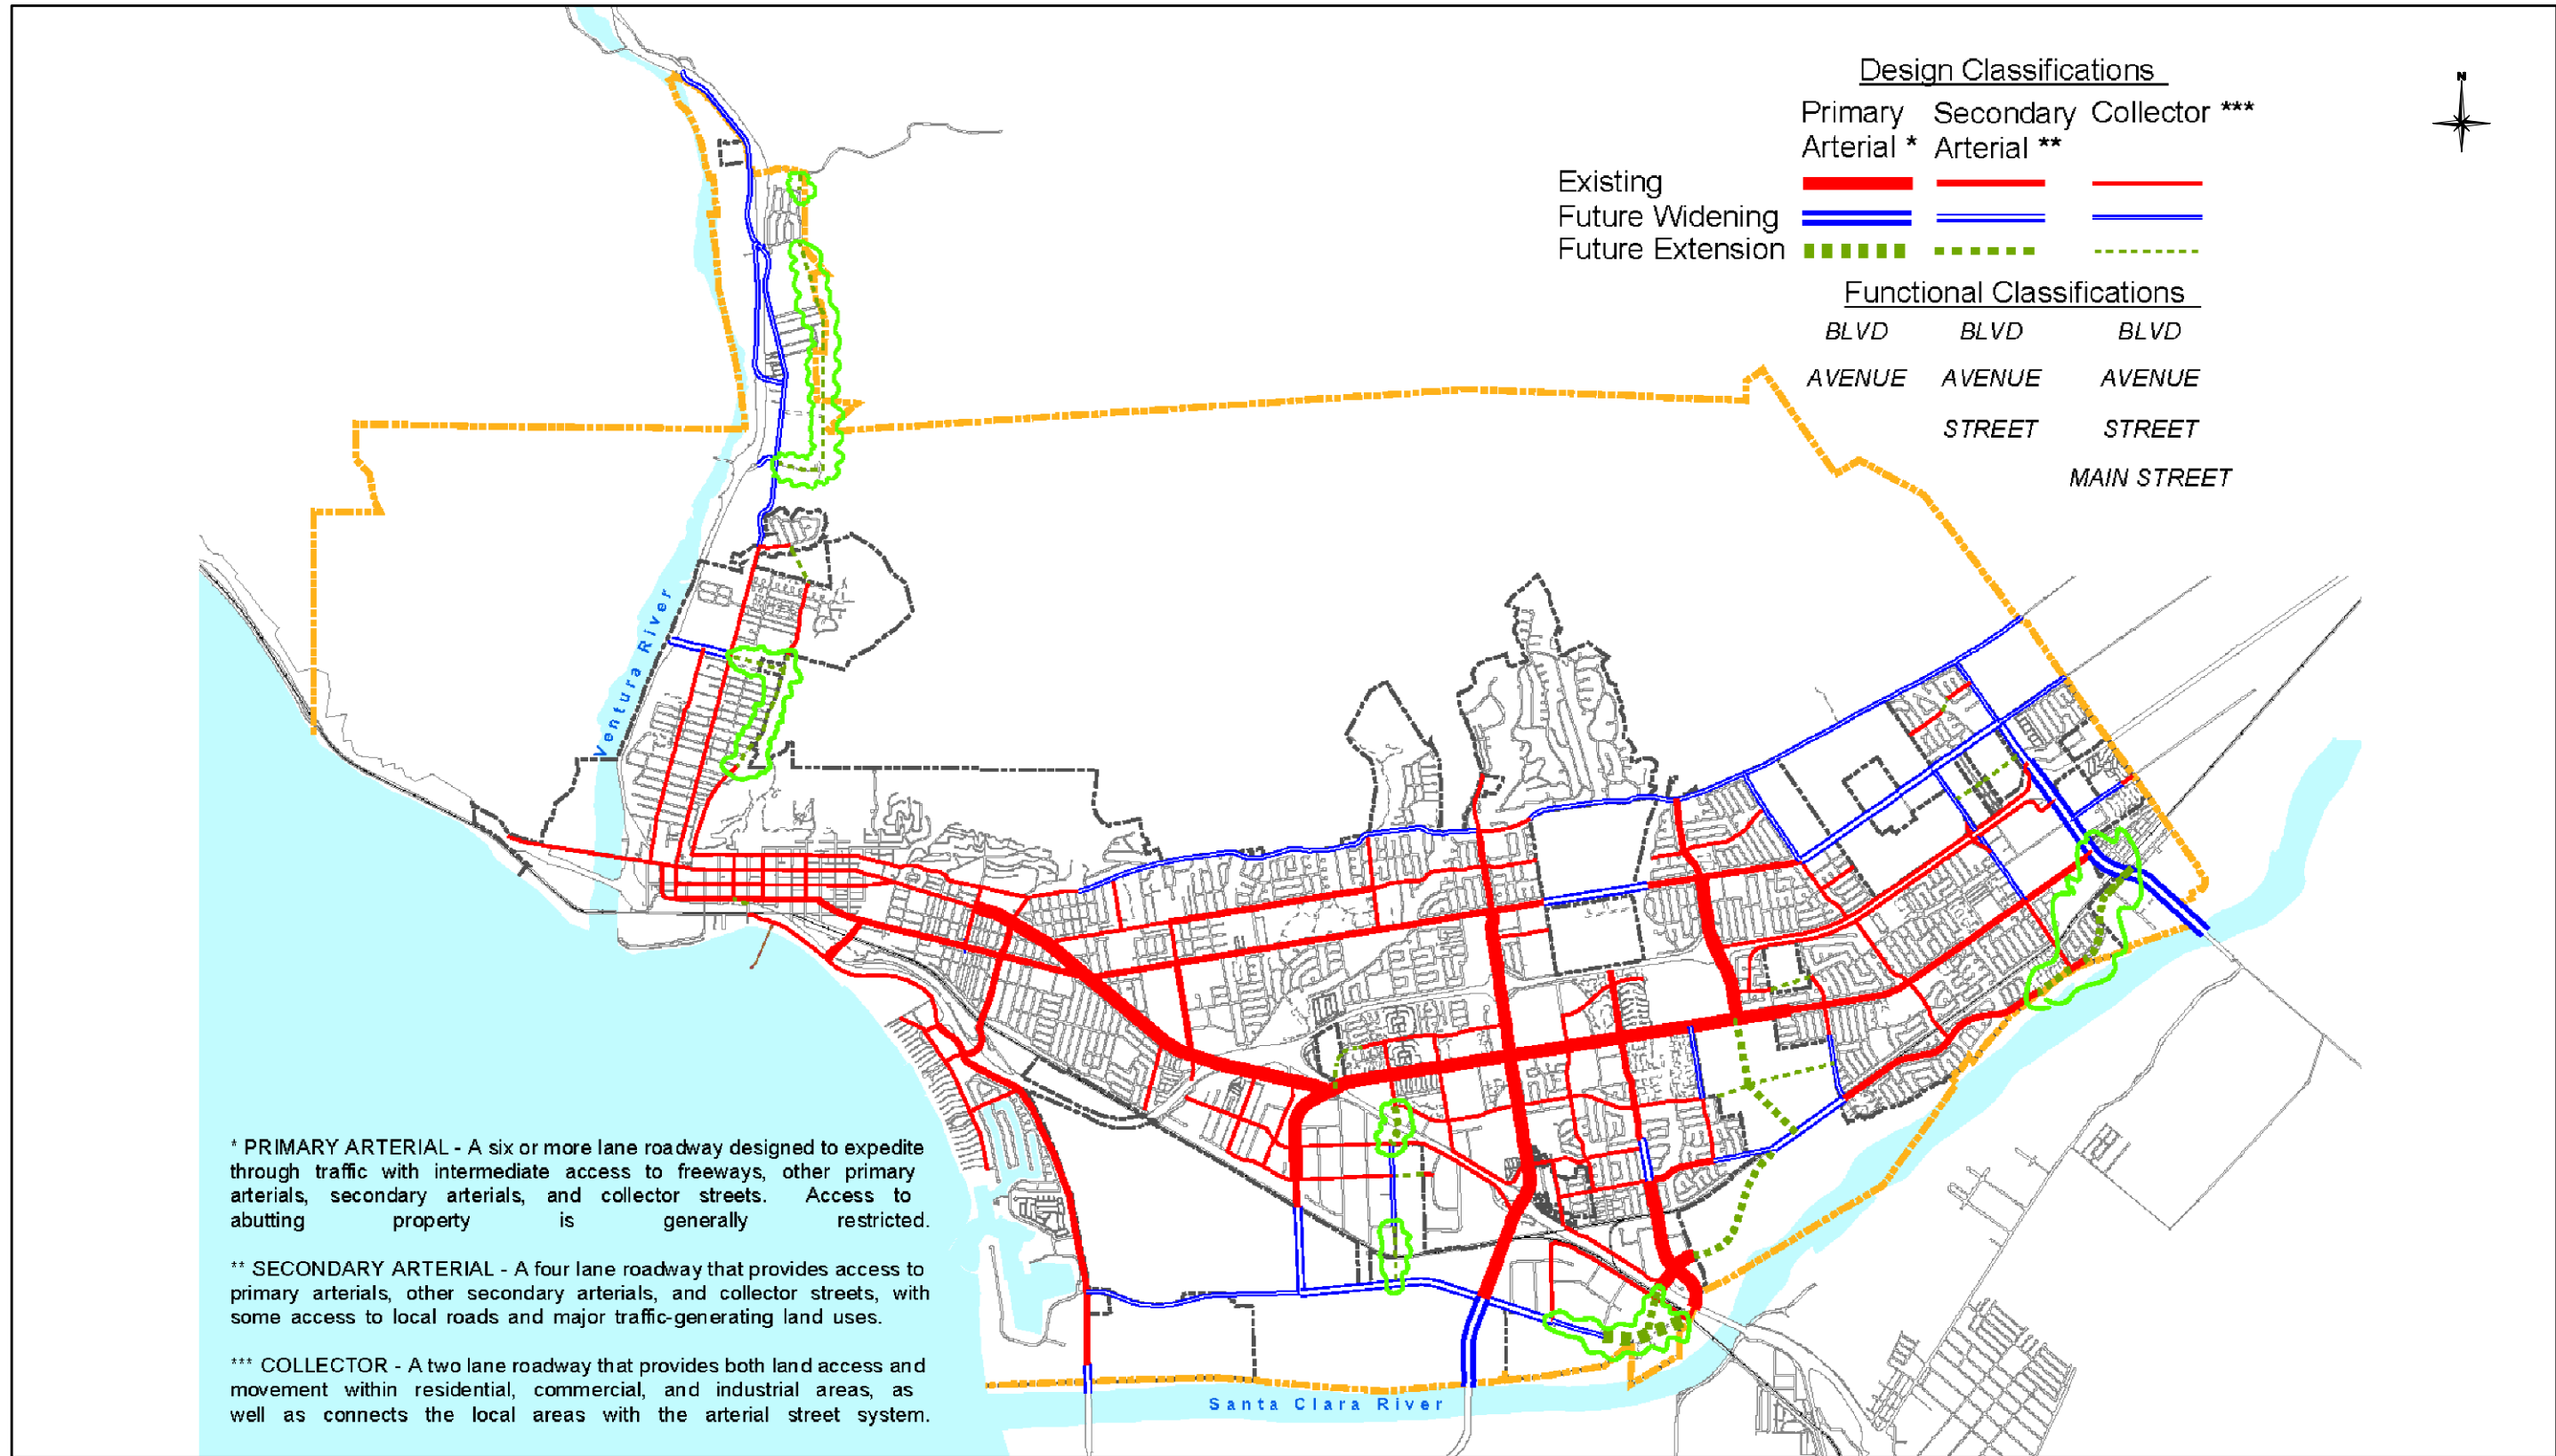 Design Classifications
N
Primary Secondary Collector ***
Arterial * Arterial **
Existing
Future Widening
Future Extension
Functional Classifications
BLVD BLVD BLVD
AVENUE AVENUE AVENUE
STREET STREET
MAIN STREET
Ventura River
* PRIMARY ARTERIAL - A six or more lane roadway designed to expedite
through traffic with intermediate access to freeways, other primary
arterials, secondary arterials, and collector streets. Access to
abutting property is generally restricted.
** SECONDARY ARTERIAL - A four lane roadway that provides access to
primary arterials, other secondary arterials, and collector streets, with
some access to local roads and major traffic-generating land uses.
*** COLLECTOR - A two lane roadway that provides both land access and
movement within residential, commercial, and industrial areas, as
well as connects the local areas with the arterial street system.
Santa Clara River